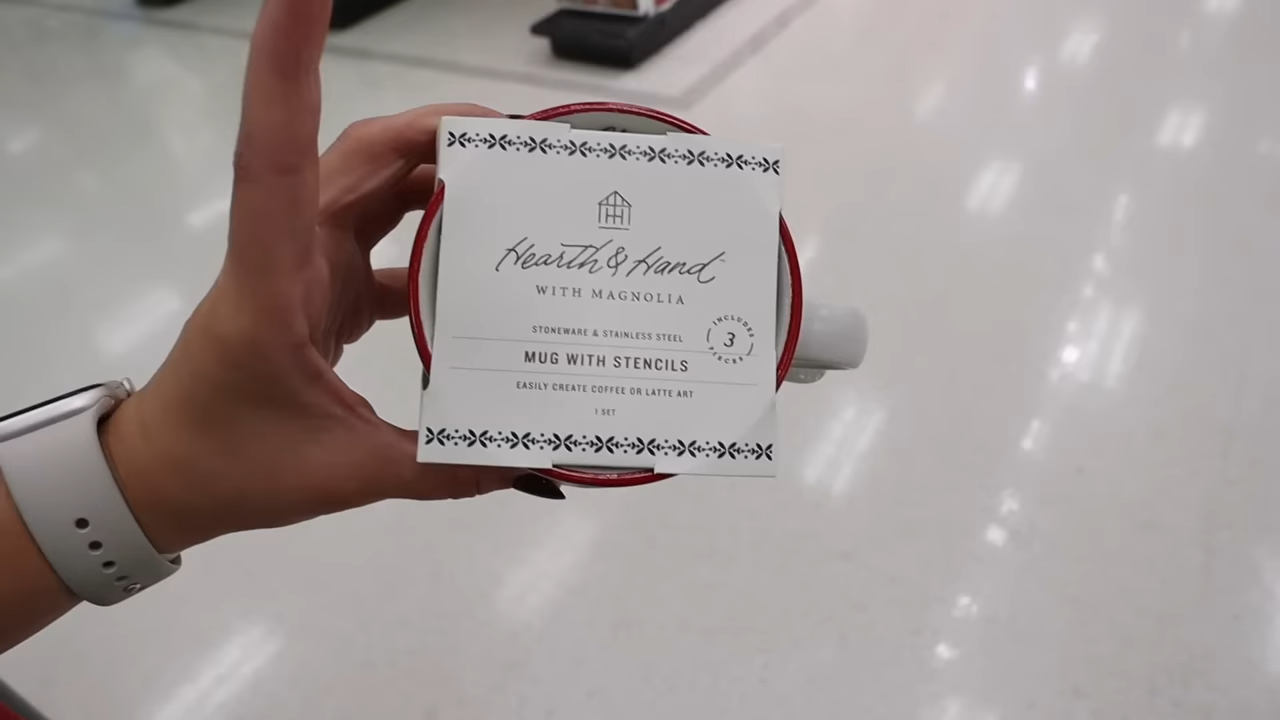 Hearth & Hand™
WITH MAGNOLIA
STONEWARE & STAINLESS STEEL
INCLUDES
3
PIECES
MUG WITH STENCILS
EASILY CREATE COFFEE OR LATTE ART
1 SET